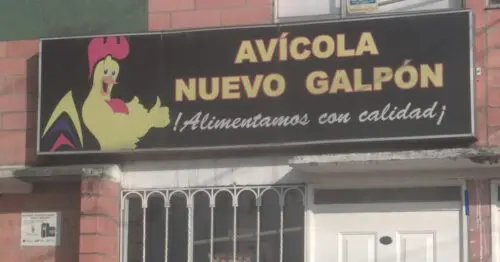 AVÍCOLA
NUEVO GALPÓN
!Alimentamos con calidad¡